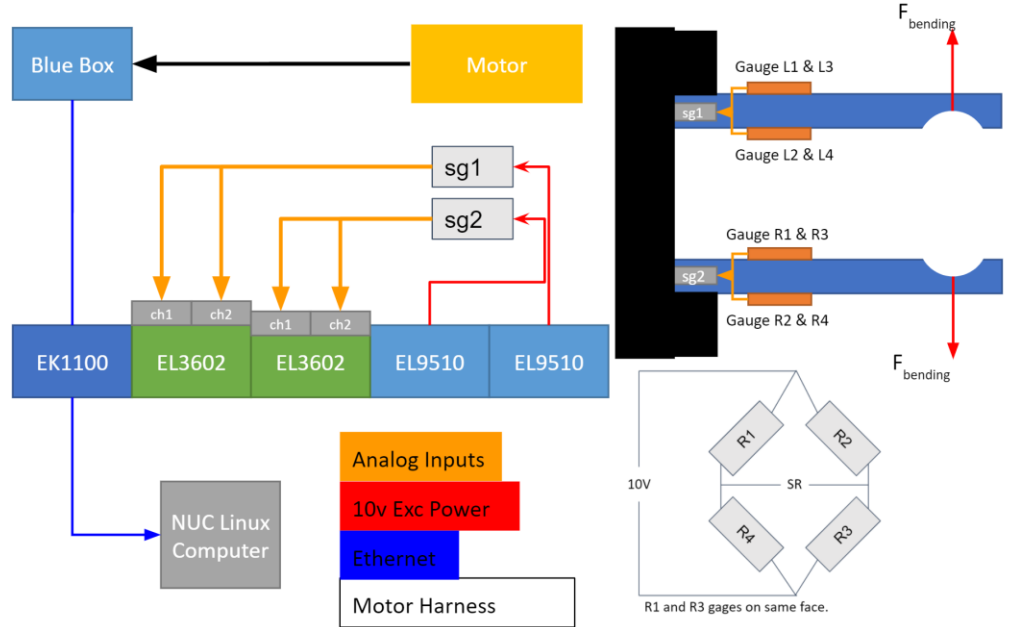 Blue Box
Motor
sg1
sg2
ch1
ch2
ch1
ch2
EK1100
EL3602
EL3602
EL9510
EL9510
NUC Linux
Computer
Analog Inputs
10v Exc Power
Ethernet
Motor Harness
F bending
Gauge L1 & L3
sg1
Gauge L2 & L4
Gauge R1 & R3
sg2
Gauge R2 & R4
F bending
R1
R2
10V
SR
R4
R3
R1 and R3 gages on same face.